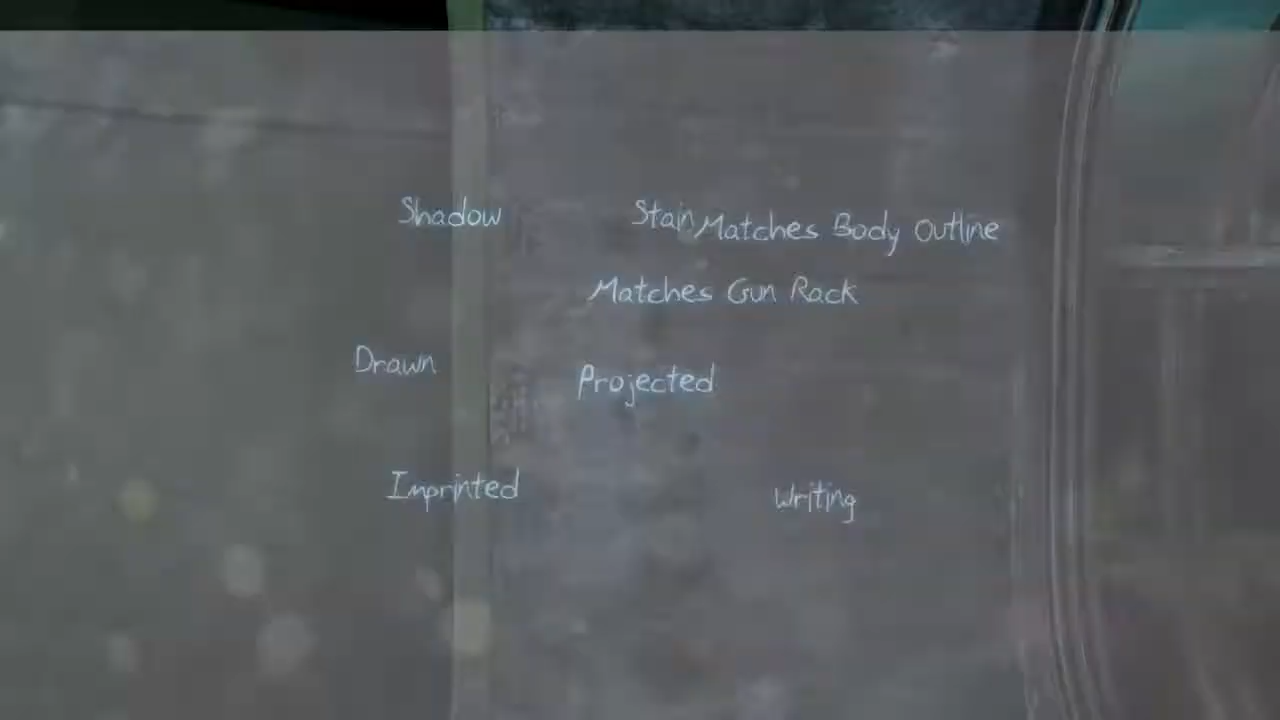 Shadow
Stain
Matches Body Outline
Matches Gun Rack
Drawn
Projected
Imprinted
Writing